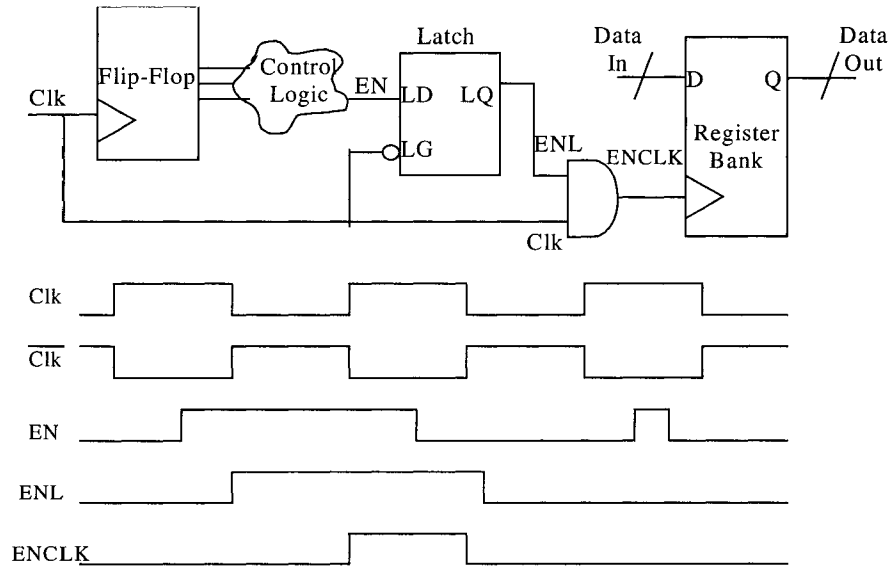 Latch
Data
In
Data
Out
Flip-Flop
Control
Logic
Clk
EN
LD
LQ
LG
ENL
ENCLK
D
Q
Register
Bank
Clk
Clk
Clk
EN
ENL
ENCLK